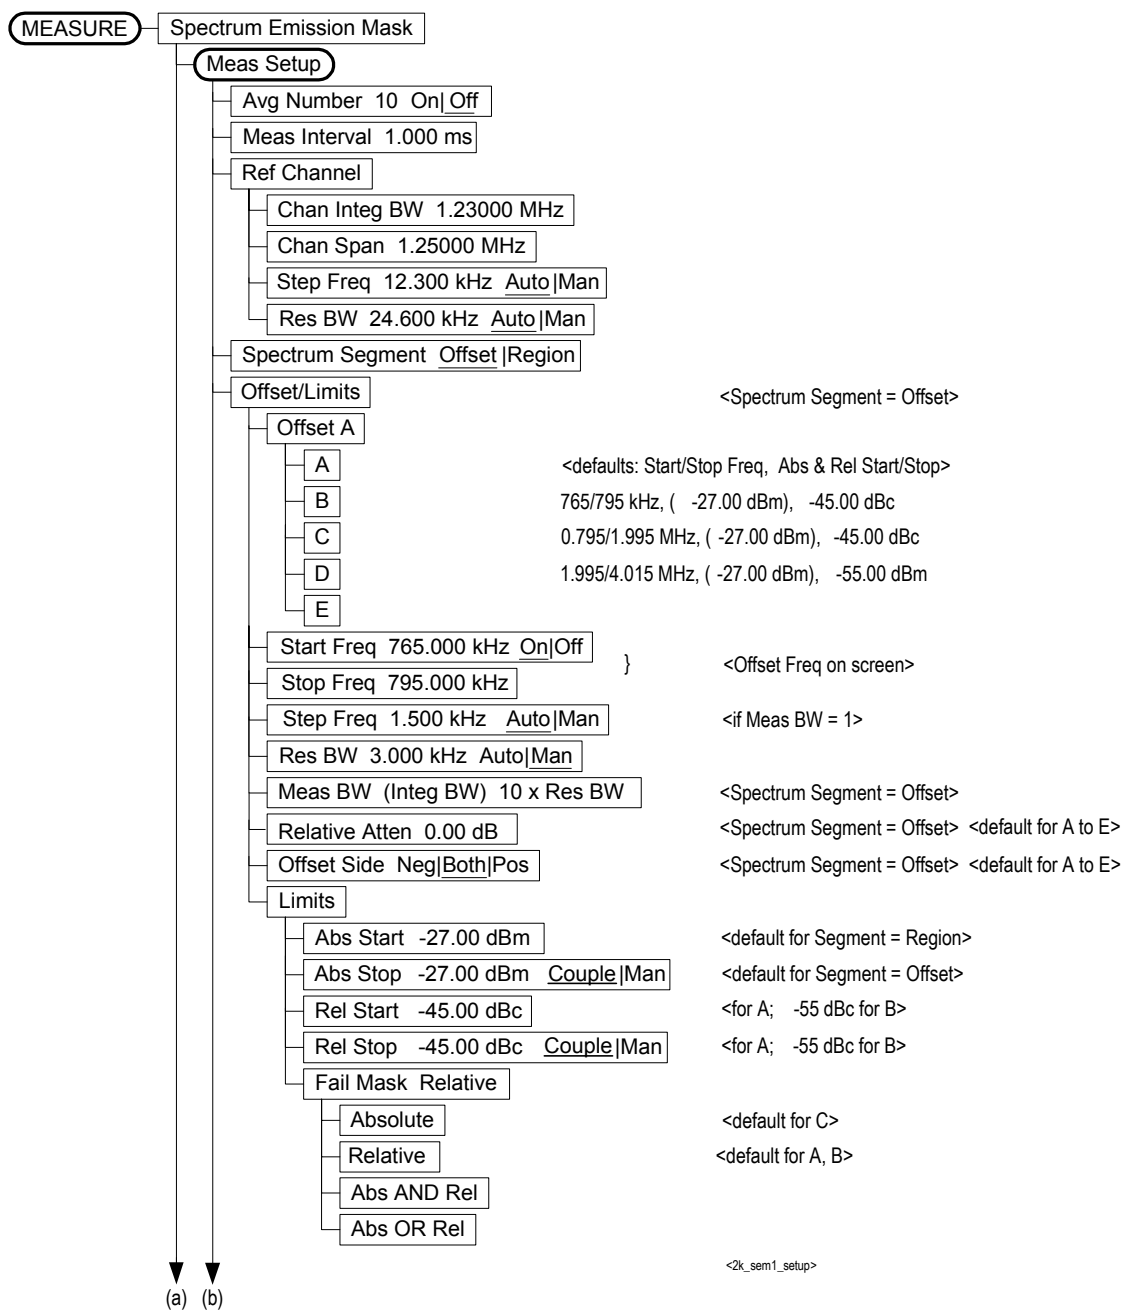 MEASURE Spectrum Emission Mask
Meas Setup
Avg Number 10 On|Off
Meas Interval 1.000 ms
Ref Channel
Chan Integ BW 1.23000 MHz
Chan Span 1.25000 MHz
Step Freq 12.300 kHz Auto|Man
Res BW 24.600 kHz Auto|Man
Spectrum Segment Offset|Region
Offset/Limits <Spectrum Segment = Offset>
Offset A
A <defaults: Start/Stop Freq, Abs & Rel Start/Stop>
B 765/795 kHz, ( -27.00 dBm), -45.00 dBc
C 0.795/1.995 MHz, ( -27.00 dBm), -45.00 dBc
D 1.995/4.015 MHz, ( -27.00 dBm), -55.00 dBm
E
Start Freq 765.000 kHz On|Off
} <Offset Freq on screen>
Stop Freq 795.000 kHz
Step Freq 1.500 kHz Auto|Man <if Meas BW = 1>
Res BW 3.000 kHz Auto|Man
Meas BW (Integ BW) 10 x Res BW <Spectrum Segment = Offset>
Relative Atten 0.00 dB <Spectrum Segment = Offset> <default for A to E>
Offset Side Neg|Both|Pos <Spectrum Segment = Offset> <default for A to E>
Limits
Abs Start -27.00 dBm <default for Segment = Region>
Abs Stop -27.00 dBm Couple|Man <default for Segment = Offset>
Rel Start -45.00 dBc <for A; -55 dBc for B>
Rel Stop -45.00 dBc Couple|Man <for A; -55 dBc for B>
Fail Mask Relative
Absolute <default for C>
Relative <default for A, B>
Abs AND Rel
Abs OR Rel
<2k_sem1_setup>
(a) (b)